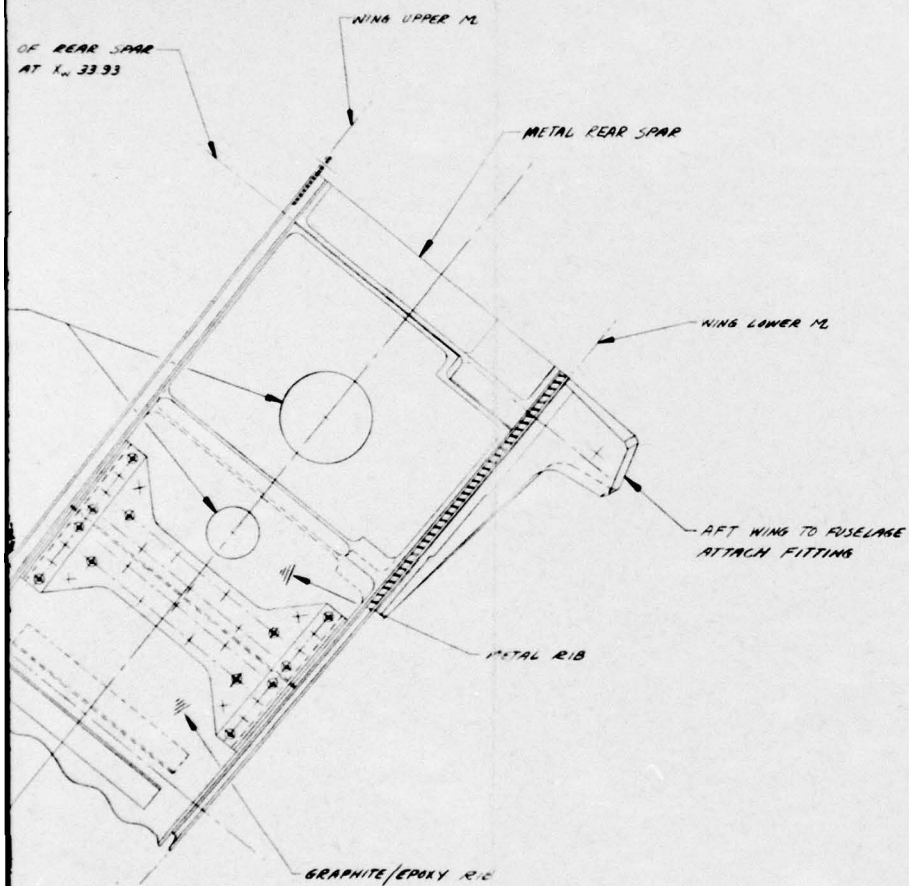 WING UPPER ML
OF REAR SPAR
AT Xw 33.93
METAL REAR SPAR
WING LOWER ML
AFT WING TO FUSELAGE
ATTACH FITTING
METAL RIB
GRAPHITE/EPOXY RIB